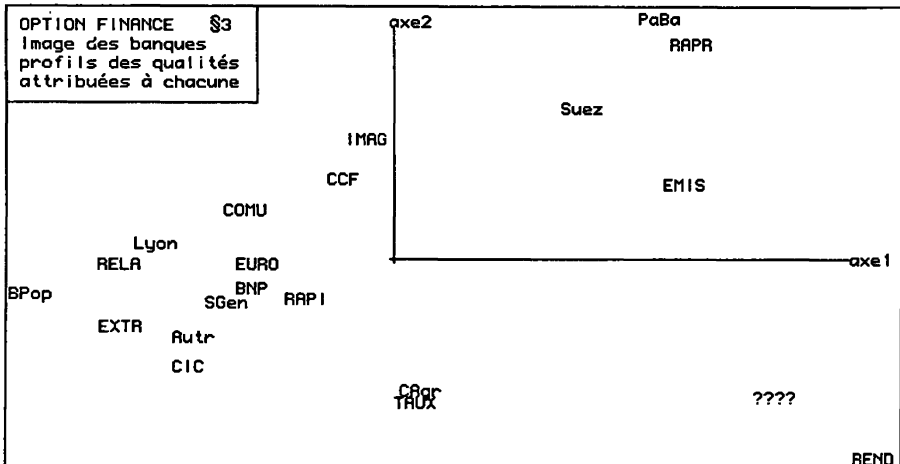 OPTION FINANCE §3
Image des banques
profils des qualités
attribuées à chacune
axe2
PaBa
RAPR
Suez
IMAG
CCF
EMIS
COMU
Lyon
RELA
EURO
axe1
BPop
BNP
SGen
RAPI
EXTR
Autr
CIC
CAgr
TAUX
????
REND